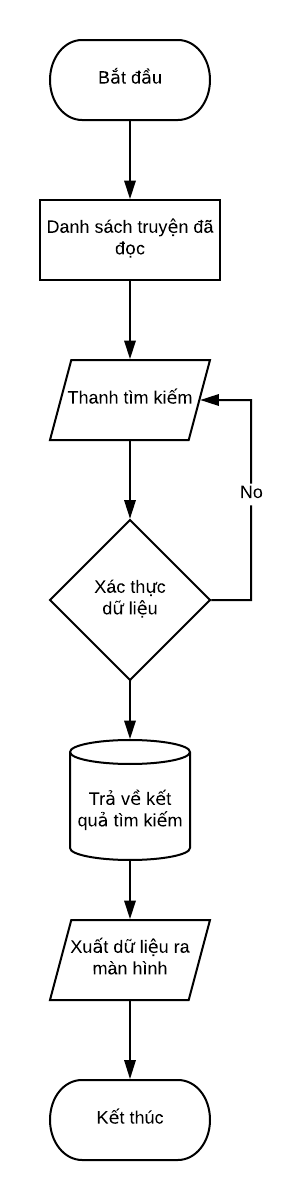 Bắt đầu
Danh sách truyện đã
đọc
Thanh tìm kiếm
No
Xác thực
dữ liệu
Trả về kết
quả tìm kiếm
Xuất dữ liệu ra
màn hình
Kết thúc